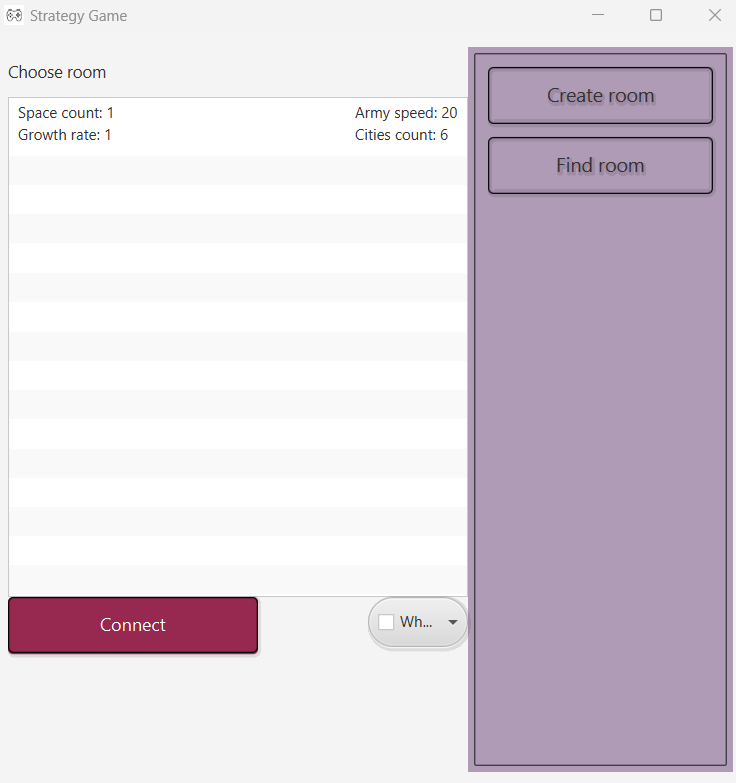 Strategy Game
Choose room
Space count: 1
Army speed: 20
Growth rate: 1
Cities count: 6
Connect
Wh...
Create room
Find room